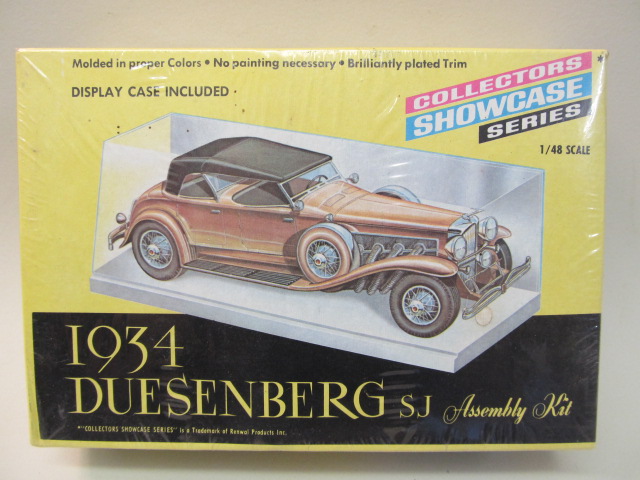 Molded in proper Colors • No painting necessary • Brilliantly plated Trim
DISPLAY CASE INCLUDED •
COLLECTORS
SHOWCASE
SERIES
1/48 SCALE
1934
DUESENBERG SJ Assembly Kit
"COLLECTORS SHOWCASE SERIES" is a Trademark of Renwal Products Inc.